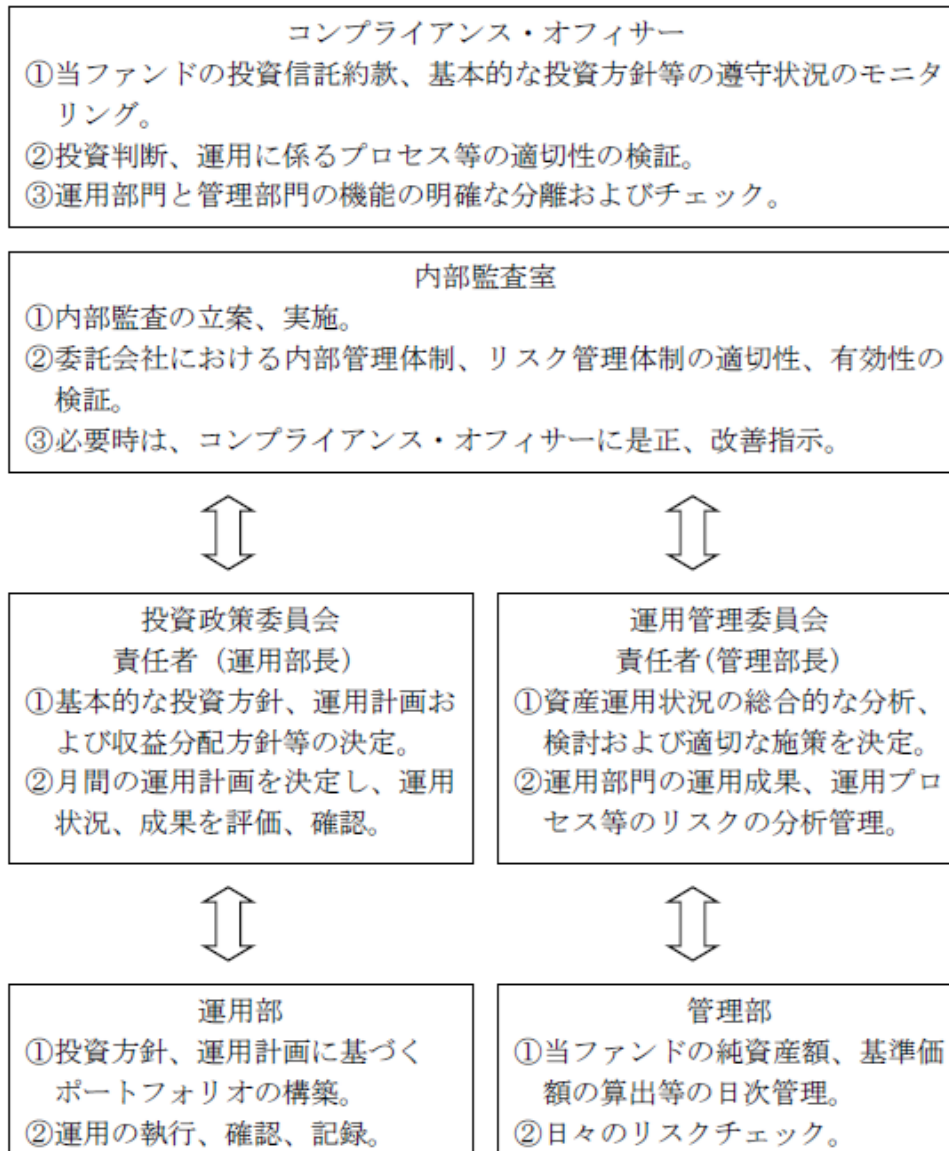 コンプライアンス・オフィサー
①当ファンドの投資信託約款、基本的な投資方針等の遵守状況のモニタ
リング。
②投資判断、運用に係るプロセス等の適切性の検証。
③運用部門と管理部門の機能の明確な分離およびチェック。
内部監査室
①内部監査の立案、実施。
②委託会社における内部管理体制、リスク管理体制の適切性、有効性の
検証。
③必要時は、コンプライアンス・オフィサーに是正、改善指示。
投資政策委員会
責任者（運用部長）
①基本的な投資方針、運用計画お
よび収益分配方針等の決定。
②月間の運用計画を決定し、運用
状況、成果を評価、確認。
運用管理委員会
責任者(管理部長)
①資産運用状況の総合的な分析、
検討および適切な施策を決定。
②運用部門の運用成果、運用プロ
セス等のリスクの分析管理。
運用部
①投資方針、運用計画に基づく
ポートフォリオの構築。
②運用の執行、確認、記録。
管理部
①当ファンドの純資産額、基準価
額の算出等の日次管理。
②日々のリスクチェック。